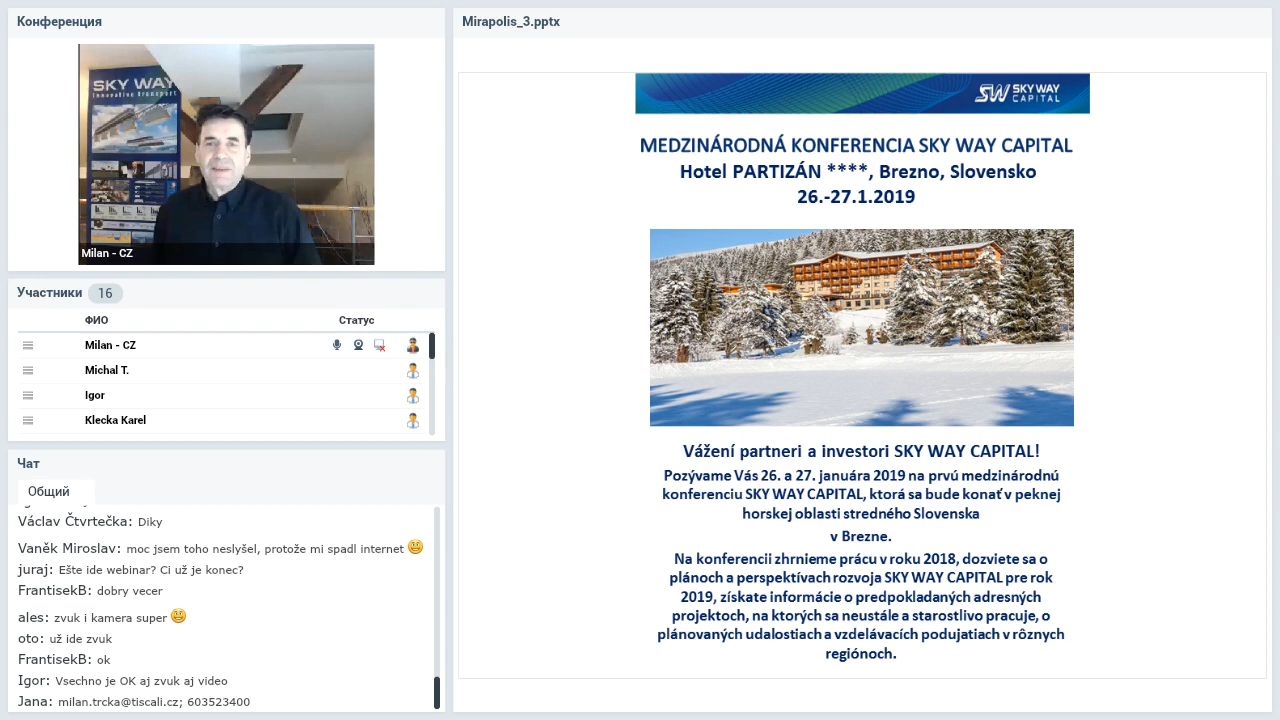 Конференция
SKY WAY
Innovative transport
Milan - CZ
Участники 16
ФИО Статус
Milan - CZ
Michal T.
Igor
Klecka Karel
Чат
Общий
Václav Čtvrtečka: Diky
Vaněk Miroslav: moc jsem toho neslyšel, protože mi spadl internet
juraj: Ešte ide webinar? Ci už je konec?
FrantisekB: dobry vecer
ales: zvuk i kamera super
oto: už ide zvuk
FrantisekB: ok
Igor: Vsechno je OK aj zvuk aj video
Jana: milan.trcka@tiscali.cz; 603523400
Mirapolis_3.pptx
SW SKY WAY
CAPITAL
MEDZINÁRODNÁ KONFERENCIA SKY WAY CAPITAL
Hotel PARTIZÁN ****, Brezno, Slovensko
26.-27.1.2019
Vážení partneri a investori SKY WAY CAPITAL!
Pozývame Vás 26. a 27. januára 2019 na prvú medzinárodnú
konferenciu SKY WAY CAPITAL, ktorá sa bude konať v peknej
horskej oblasti stredného Slovenska
v Brezne.
Na konferencii zhrnieme prácu v roku 2018, dozviete sa o
plánoch a perspektívach rozvoja SKY WAY CAPITAL pre rok
2019, získate informácie o predpokladaných adresných
projektoch, na ktorých sa neustále a starostlivo pracuje, o
plánovaných udalostiach a vzdelávacích podujatiach v rôznych
regiónoch.